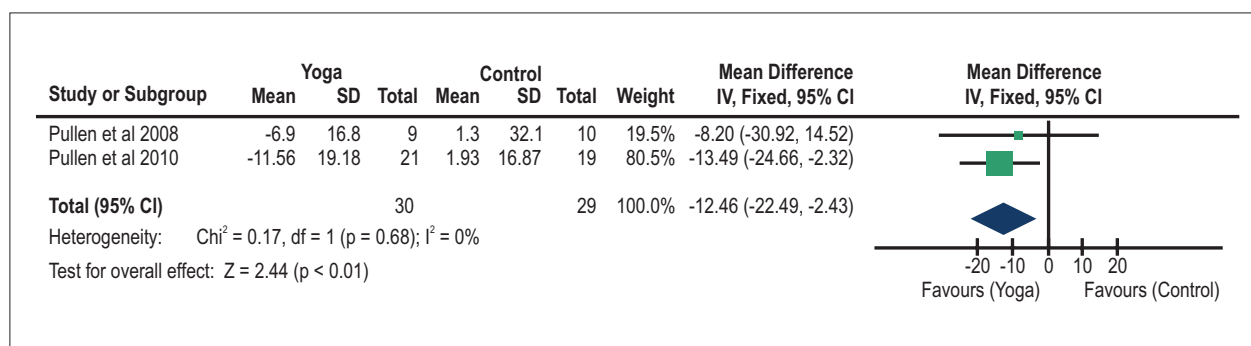 Yoga Control Mean Difference Mean Difference
Study or Subgroup Mean SD Total Mean SD Total Weight IV, Fixed, 95% CI IV, Fixed, 95% CI
Pullen et al 2008 -6.9 16.8 9 1.3 32.1 10 19.5% -8.20 (-30.92, 14.52)
Pullen et al 2010 -11.56 19.18 21 1.93 16.87 19 80.5% -13.49 (-24.66, -2.32)
Total (95% CI) 30 29 100.0% -12.46 (-22.49, -2.43)
Heterogeneity: Chi² = 0.17, df = 1 (p = 0.68); I² = 0%
Test for overall effect: Z = 2.44 (p < 0.01)
-20 -10 0 10 20
Favours (Yoga) Favours (Control)